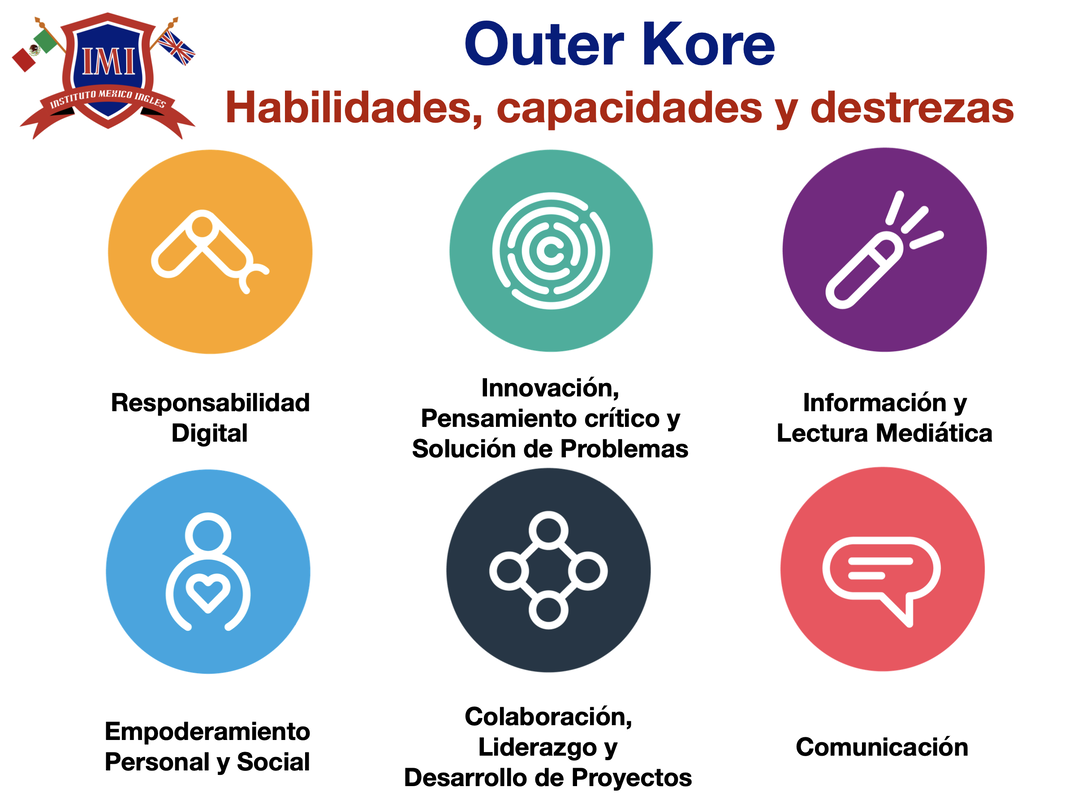 IMI
INSTITUTO MEXICO INGLES
Outer Kore
Habilidades, capacidades y destrezas
Responsabilidad
Digital
Innovación,
Pensamiento crítico y
Solución de Problemas
Información y
Lectura Mediática
Empoderamiento
Personal y Social
Colaboración,
Liderazgo y
Desarrollo de Proyectos
Comunicación